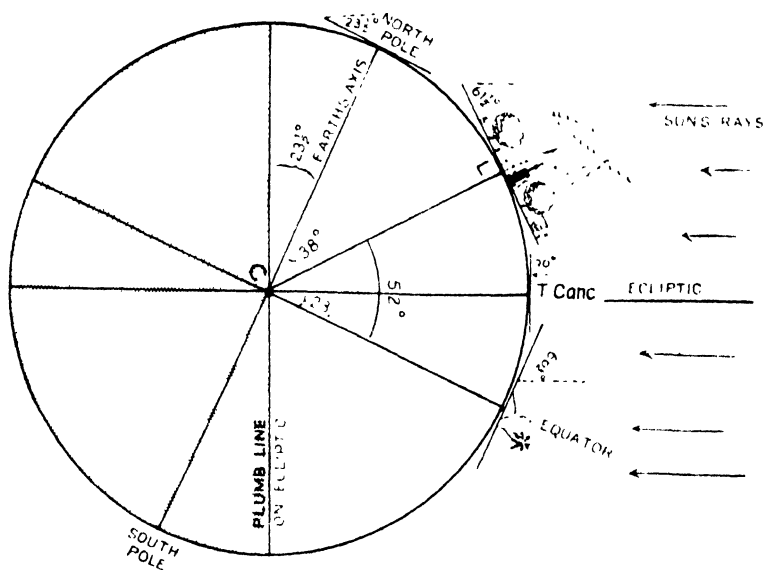 23½°
NORTH
POLE
EARTHS AXIS
23½°
61½°
SUNS RAYS
L
38°
C
52°
90°
T Canc
ECLIPTIC
23
EQUATOR
PLUMB LINE
ON ECLIPTIC
SOUTH
POLE